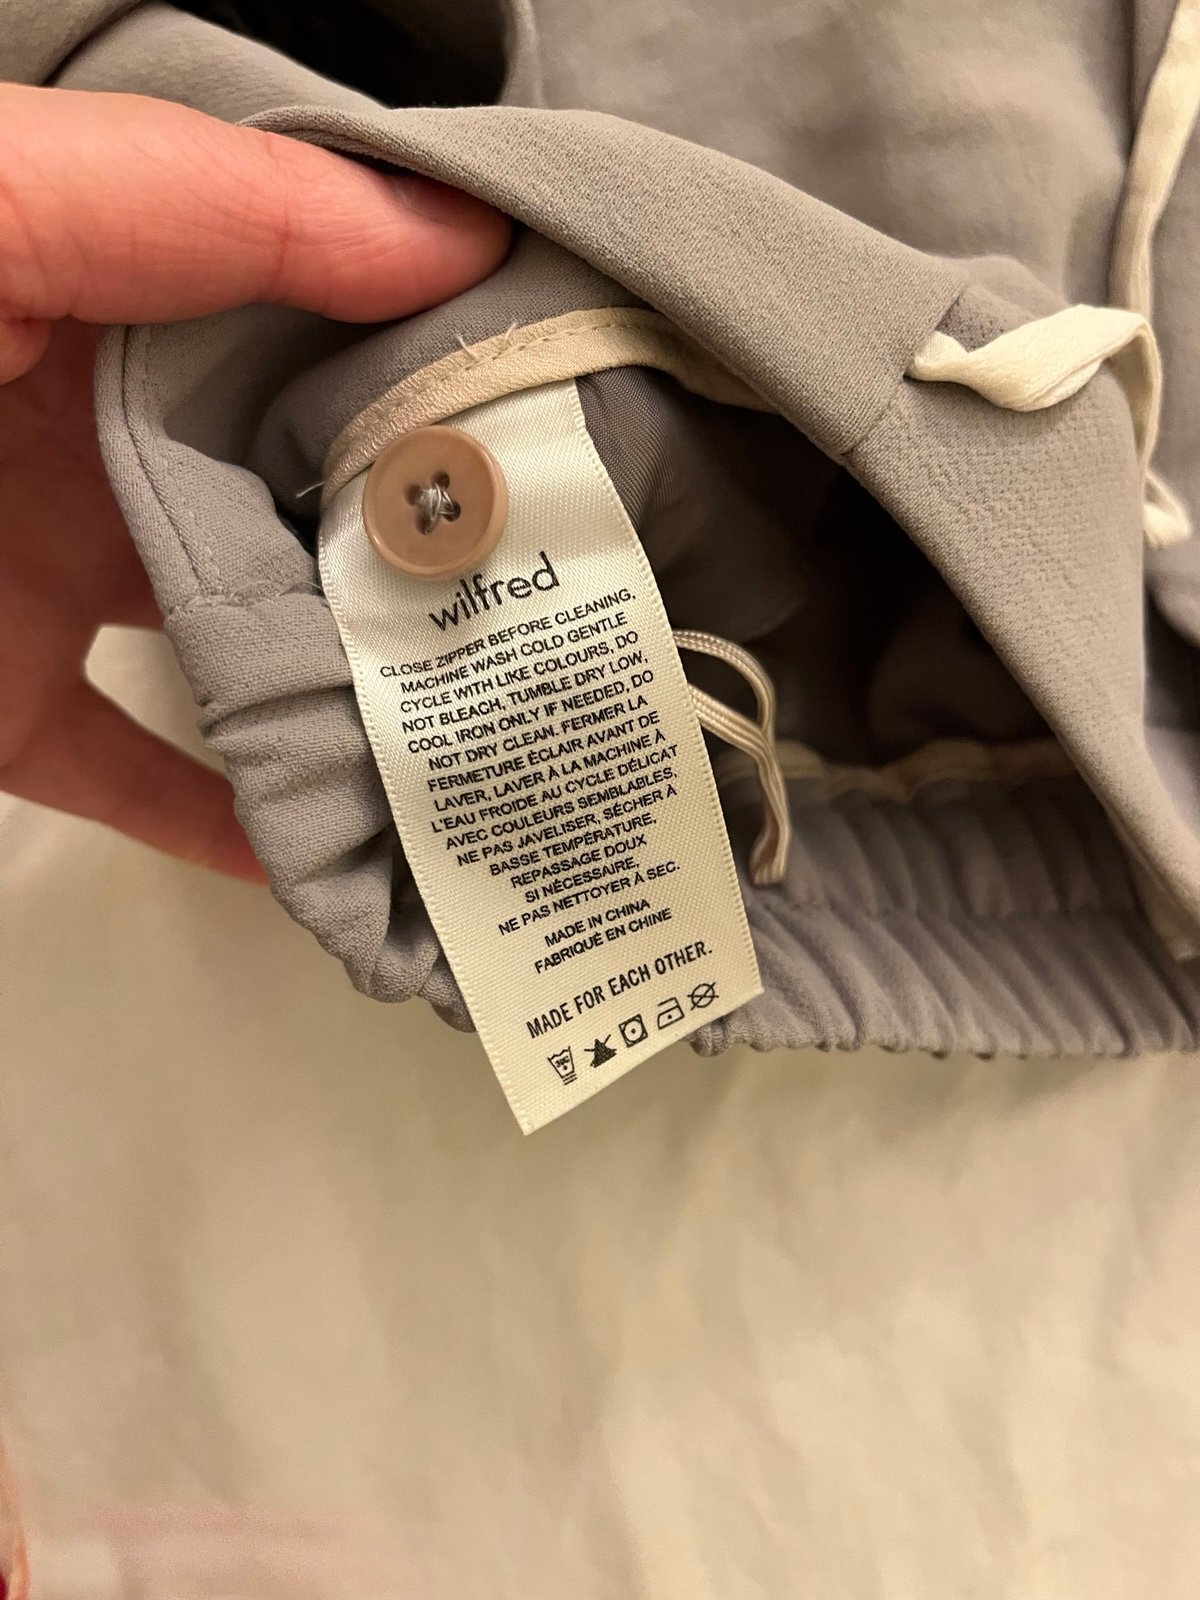 wilfred
CLOSE ZIPPER BEFORE CLEANING,
MACHINE WASH COLD GENTLE
CYCLE WITH LIKE COLOURS, DO
NOT BLEACH, TUMBLE DRY LOW,
COOL IRON ONLY IF NEEDED, DO
NOT DRY CLEAN. FERMER LA
FERMETURE ÉCLAIR AVANT DE
LAVER, LAVER À LA MACHINE À
L'EAU FROIDE AU CYCLE DÉLICAT
AVEC COULEURS SEMBLABLES,
NE PAS JAVELISER, SÉCHER À
BASSE TEMPÉRATURE,
REPASSAGE DOUX
SI NÉCESSAIRE,
NE PAS NETTOYER À SEC.
MADE IN CHINA
FABRIQUÉ EN CHINE
MADE FOR EACH OTHER.
30C